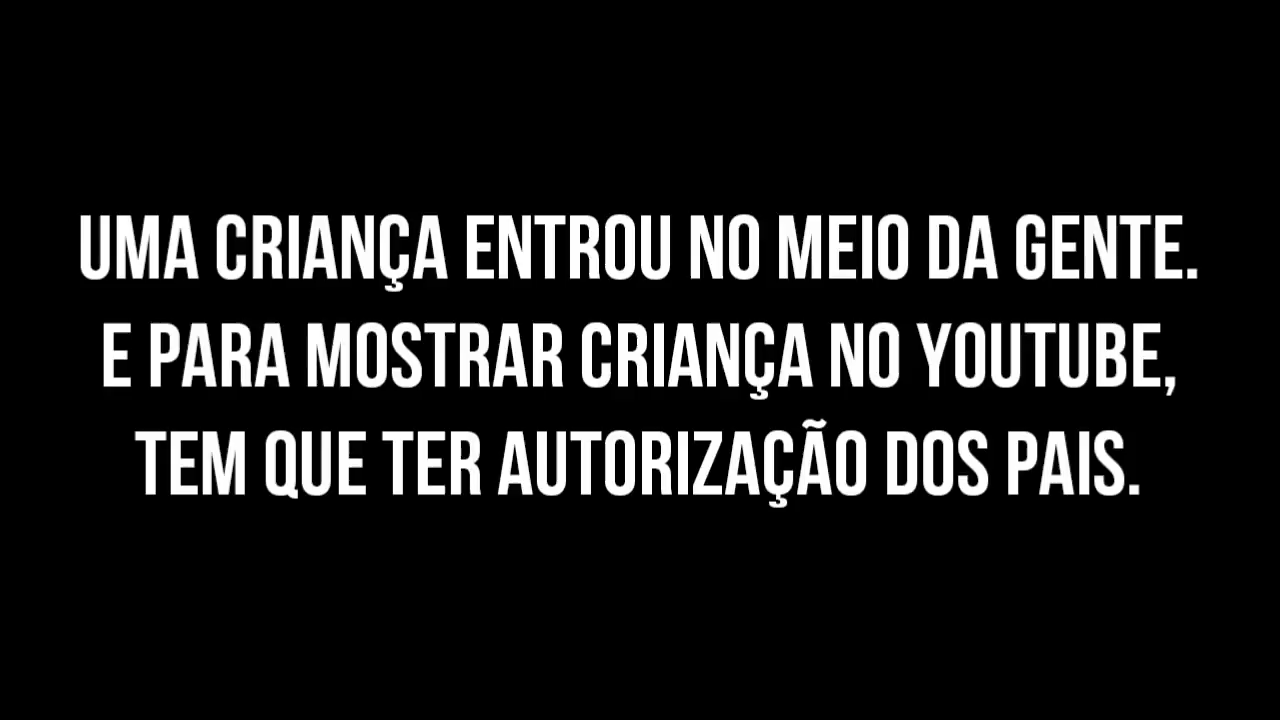 UMA CRIANÇA ENTROU NO MEIO DA GENTE.
E PARA MOSTRAR CRIANÇA NO YOUTUBE,
TEM QUE TER AUTORIZAÇÃO DOS PAIS.